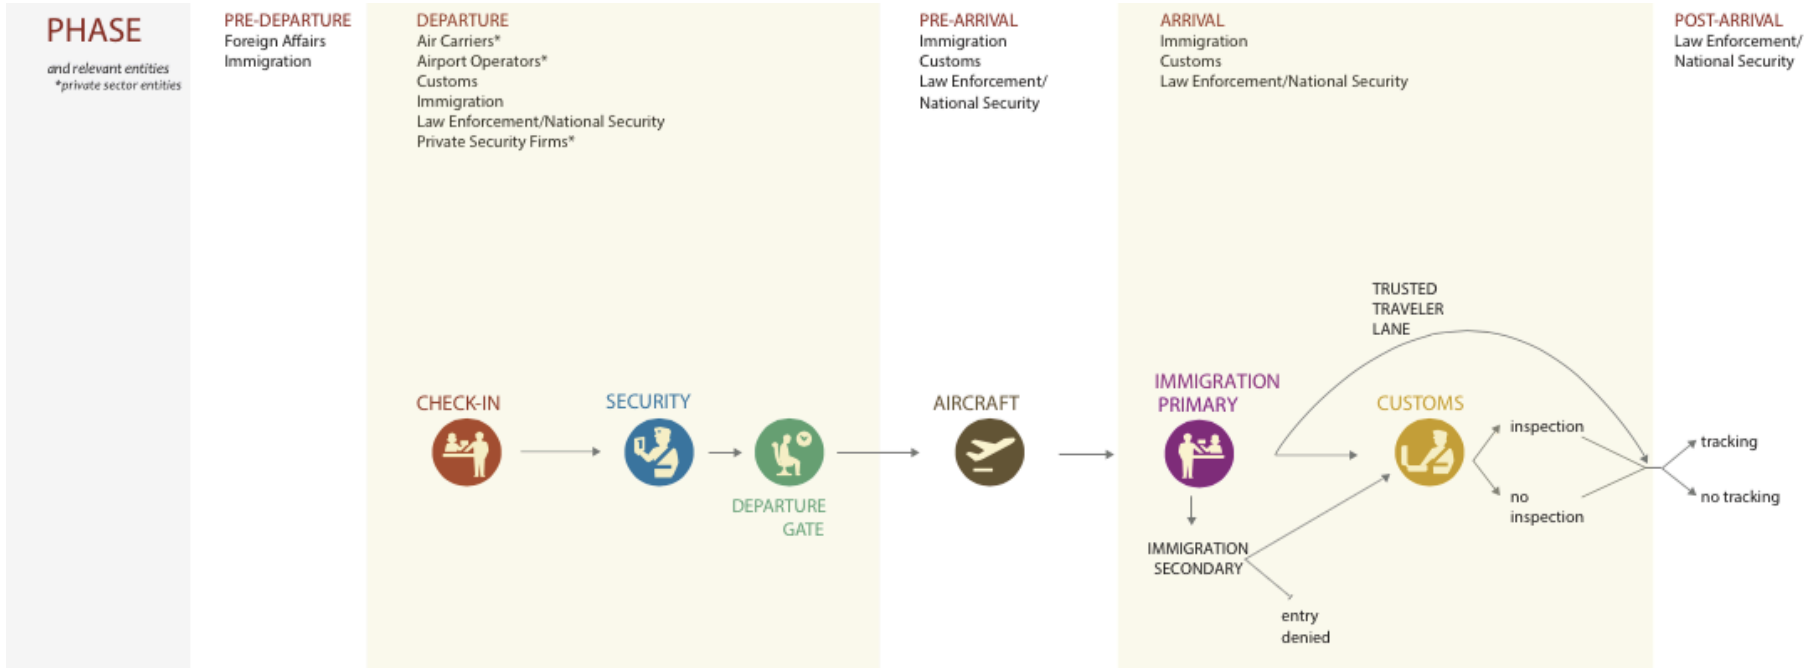 PHASE
and relevant entities
*private sector entities
PRE-DEPARTURE
Foreign Affairs
Immigration
DEPARTURE
Air Carriers*
Airport Operators*
Customs
Immigration
Law Enforcement/National Security
Private Security Firms*
PRE-ARRIVAL
Immigration
Customs
Law Enforcement/
National Security
ARRIVAL
Immigration
Customs
Law Enforcement/National Security
POST-ARRIVAL
Law Enforcement/
National Security
CHECK-IN
SECURITY
DEPARTURE
GATE
AIRCRAFT
IMMIGRATION
PRIMARY
IMMIGRATION
SECONDARY
entry
denied
TRUSTED
TRAVELER
LANE
CUSTOMS
inspection
no
inspection
tracking
no tracking